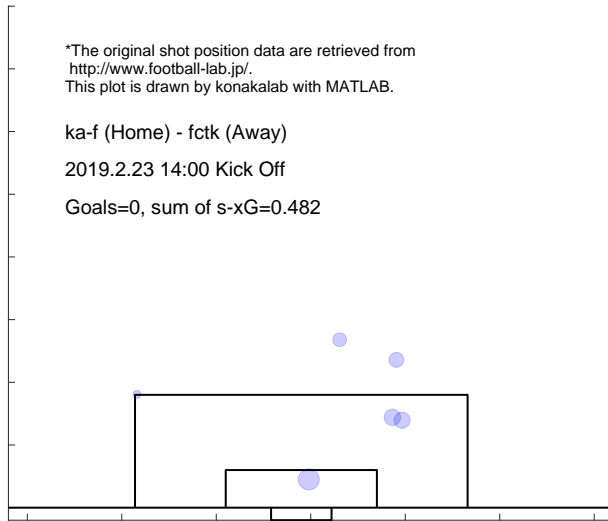 *The original shot position data are retrieved from
http://www.football-lab.jp/.
This plot is drawn by konakalab with MATLAB.
ka-f (Home) - fctk (Away)
2019.2.23 14:00 Kick Off
Goals=0, sum of s-xG=0.482